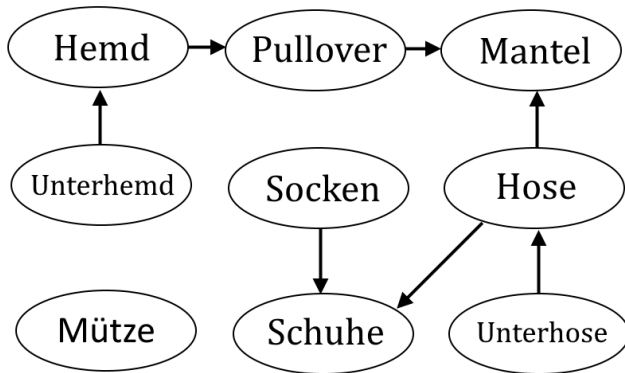 Hemd
Pullover
Mantel
Unterhemd
Socken
Hose
Mütze
Schuhe
Unterhose